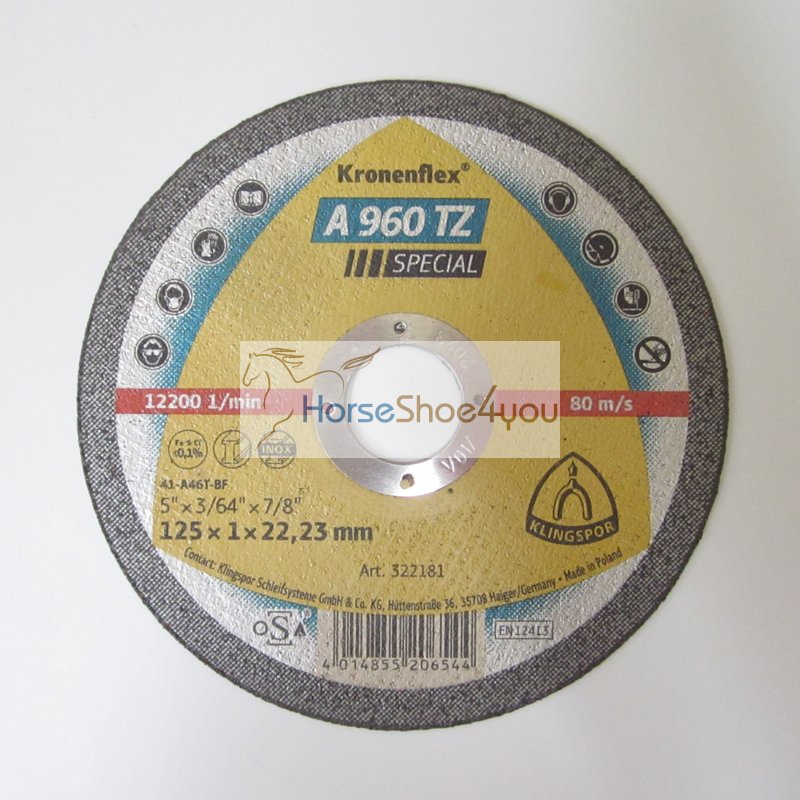 Kronenflex®
A 960 TZ
SPECIAL
12200 1/min
80 m/s
HorseShoe4you
Fe·S·Cl
<0,1%
INOX
41-A46T-BF
5" x 3/64" x 7/8"
125 x 1 x 22,23 mm
KLINGSPOR
Art. 322181
Contact: Klingspor Schleifsysteme GmbH & Co. KG, Hüttenstraße 36, 35708 Haiger/Germany • Made in Poland
oSa®
EN12413
4 014855 206544